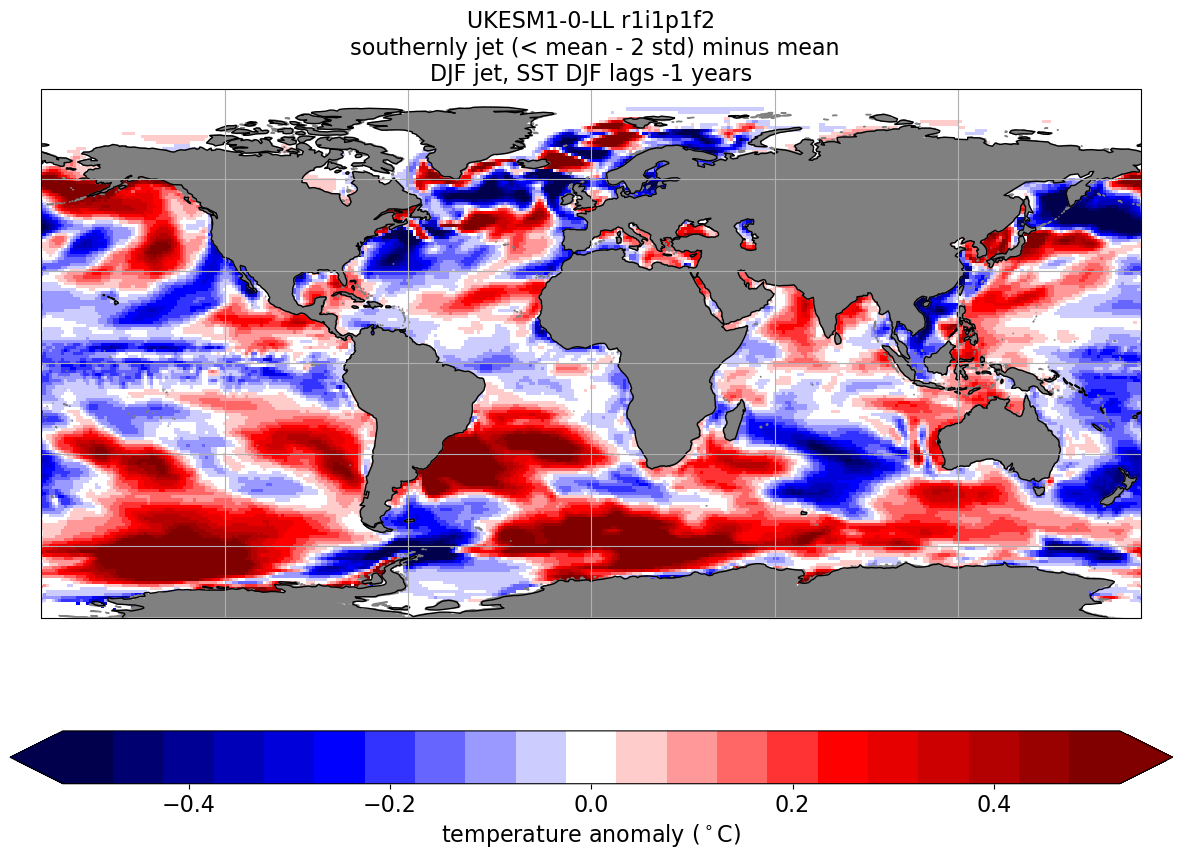 UKESM1-0-LL r1i1p1f2
southernly jet (< mean - 2 std) minus mean
DJF jet, SST DJF lags -1 years
−0.4 −0.2 0.0 0.2 0.4
temperature anomaly (°C)